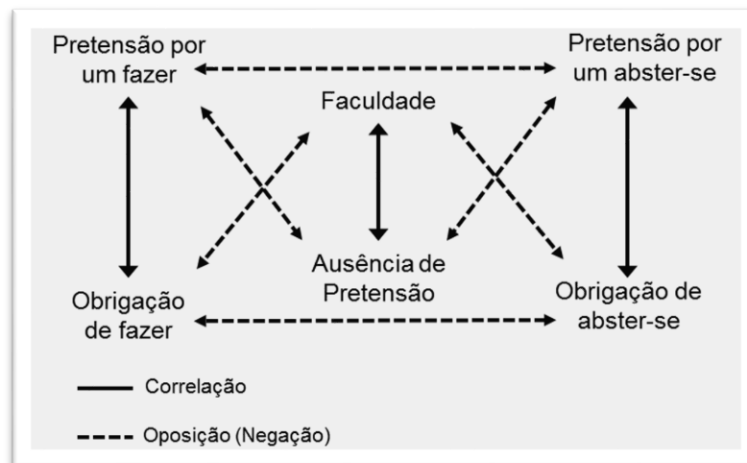 Pretensão por
um fazer
Pretensão por
um abster-se
Faculdade
Ausência de
Pretensão
Obrigação
de fazer
Obrigação de
abster-se
Correlação
Oposição (Negação)